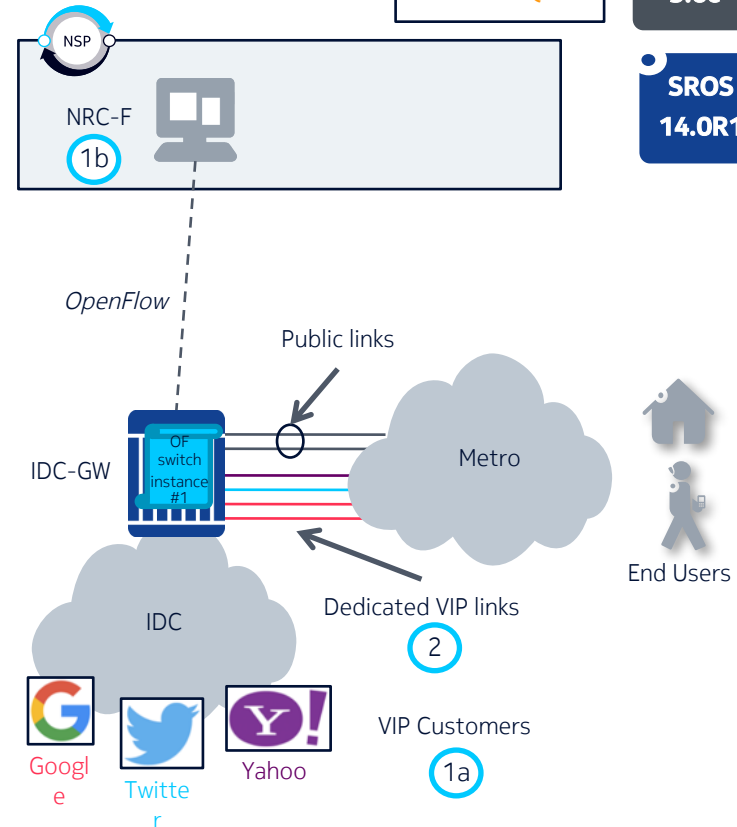 NSP
SROS
14.0R1
NRC-F
1b
OpenFlow
Public links
OF
switch
instance
#1
IDC-GW
Metro
End Users
Dedicated VIP links
2
IDC
VIP Customers
1a
Googl
e
Twitte
r
Yahoo